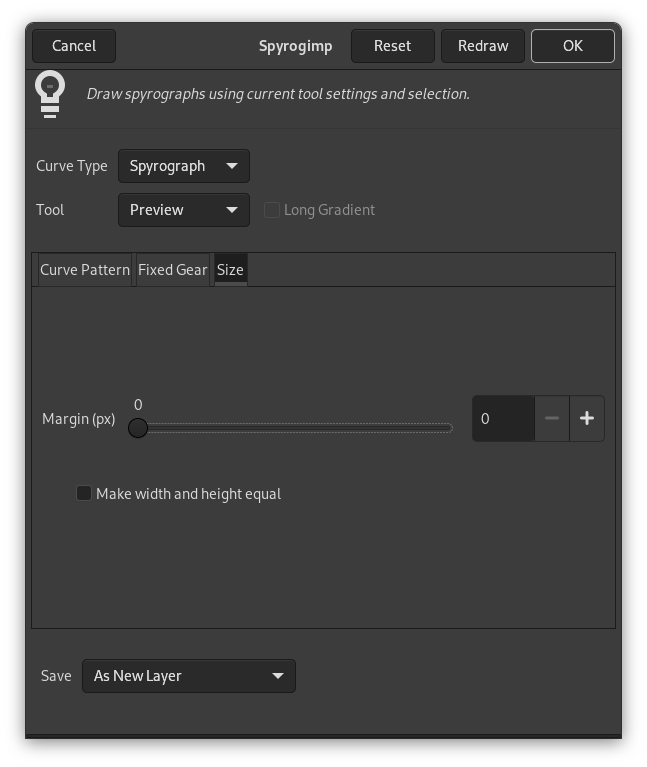 Cancel Spyrogimp Reset Redraw OK
Draw spyrographs using current tool settings and selection.
Curve Type Spyrograph
Tool Preview Long Gradient
Curve Pattern Fixed Gear Size
0
Margin (px) 0
Make width and height equal
Save As New Layer